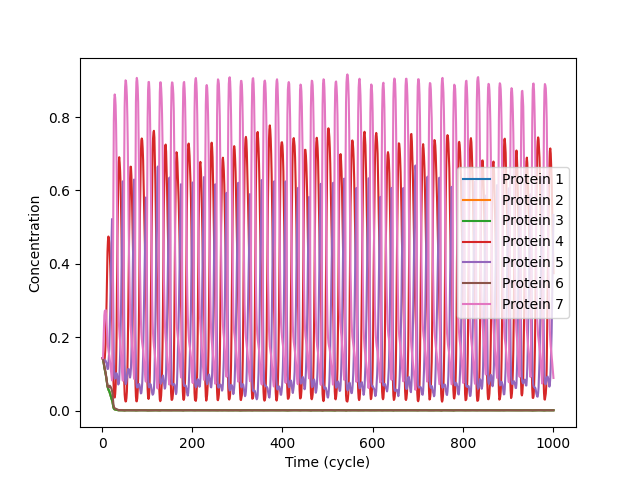 Concentration
0.8
0.6
0.4
0.2
0.0
0
200
400
600
800
1000
Time (cycle)
Protein 1
Protein 2
Protein 3
Protein 4
Protein 5
Protein 6
Protein 7